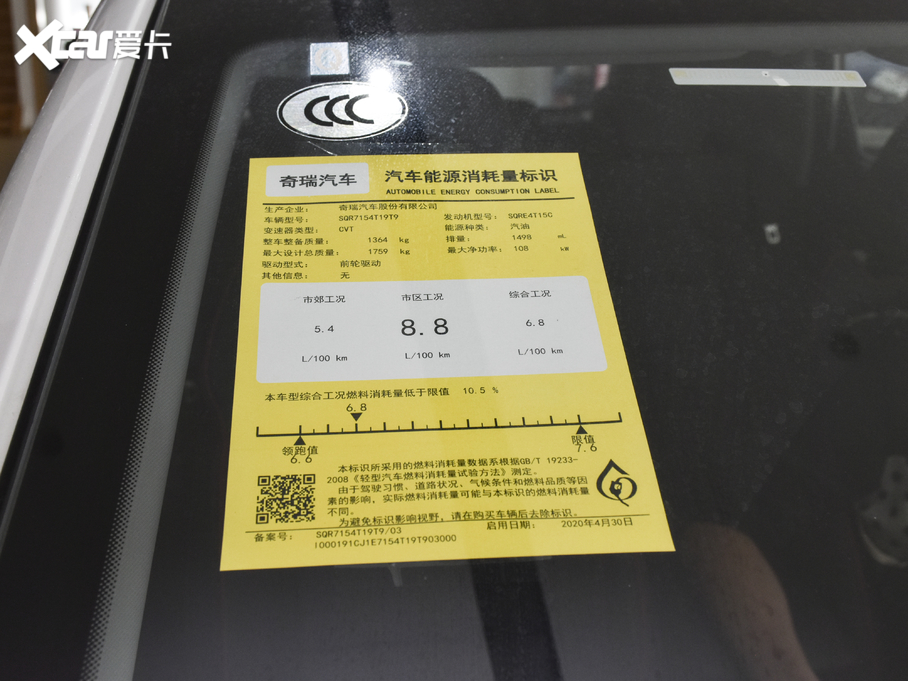 Xcar爱卡
CCC
奇瑞汽车
汽车能源消耗量标识
AUTOMOBILE ENERGY CONSUMPTION LABEL
生产企业： 奇瑞汽车股份有限公司
车辆型号： SQR7154T19T9 发动机型号： SQRE4T15C
变速器类型： CVT 能源种类： 汽油
整车整备质量： 1364 kg 排量： 1498 mL
最大设计总质量： 1759 kg 最大净功率： 108 kW
驱动型式： 前轮驱动
其他信息： 无
市郊工况 市区工况 综合工况
5.4 8.8 6.8
L/100 km L/100 km L/100 km
本车型综合工况燃料消耗量低于限值 10.5 %
6.8
领跑值 限值
6.6 7.6
本标识所采用的燃料消耗量数据系根据GB/T 19233-
2008《轻型汽车燃料消耗量试验方法》测定。
由于驾驶习惯、道路状况、气候条件和燃料品质等因
素的影响，实际燃料消耗量可能与本标识的燃料消耗量
不同。
为避免标识影响视野，请在购买车辆后去除标识。
备案号： SQR7154T19T9/03 启用日期： 2020年4月30日
I000191CJ1E7154T19T903000